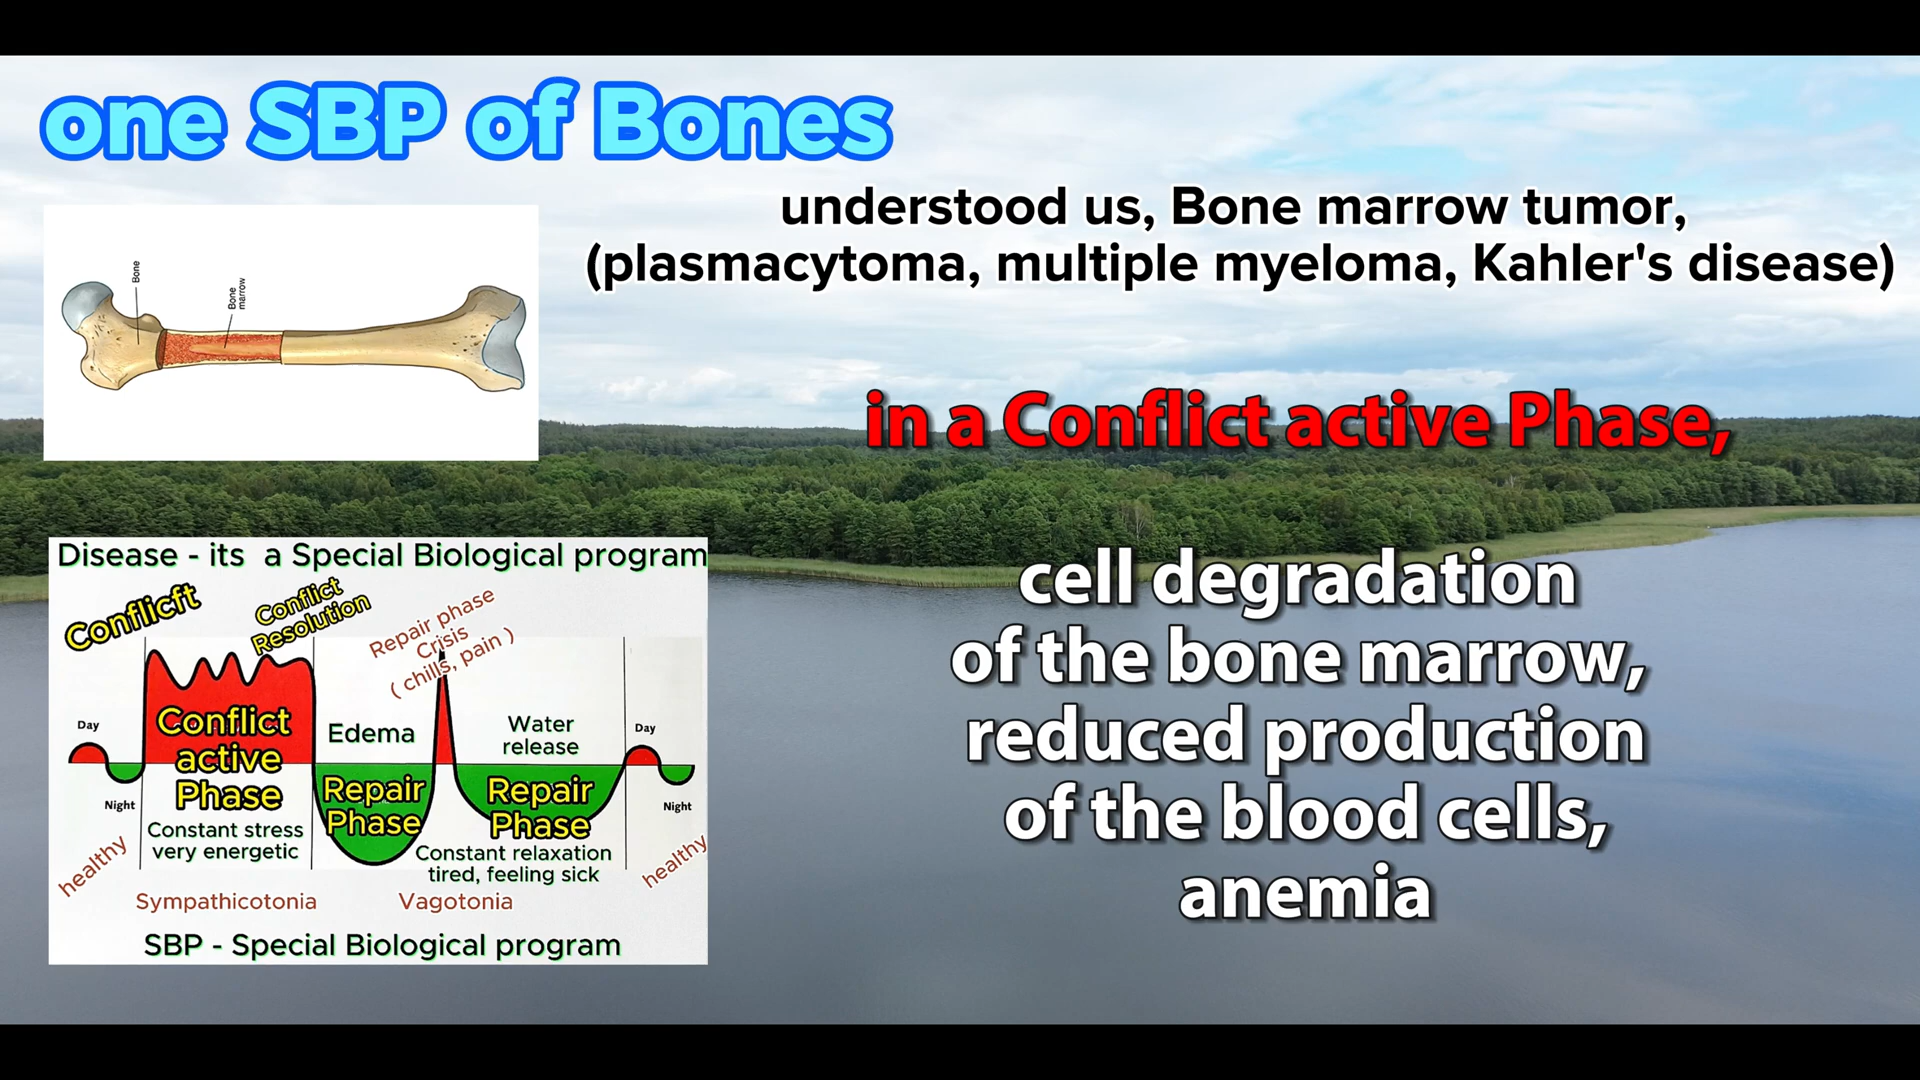 one SBP of Bones
understood us, Bone marrow tumor,
(plasmacytoma, multiple myeloma, Kahler's disease)
Bone
Bone
marrow
in a Conflict active Phase,
cell degradation
of the bone marrow,
reduced production
of the blood cells,
anemia
Disease - its a Special Biological program
Conflicft
Conflict
Resolution
Repair phase
Crisis
( chills, pain )
Day
Night
healthy
Conflict
active
Phase
Constant stress
very energetic
Sympathicotonia
Edema
Repair
Phase
Water
release
Repair
Phase
Constant relaxation
tired, feeling sick
Vagotonia
Day
Night
healthy
SBP - Special Biological program